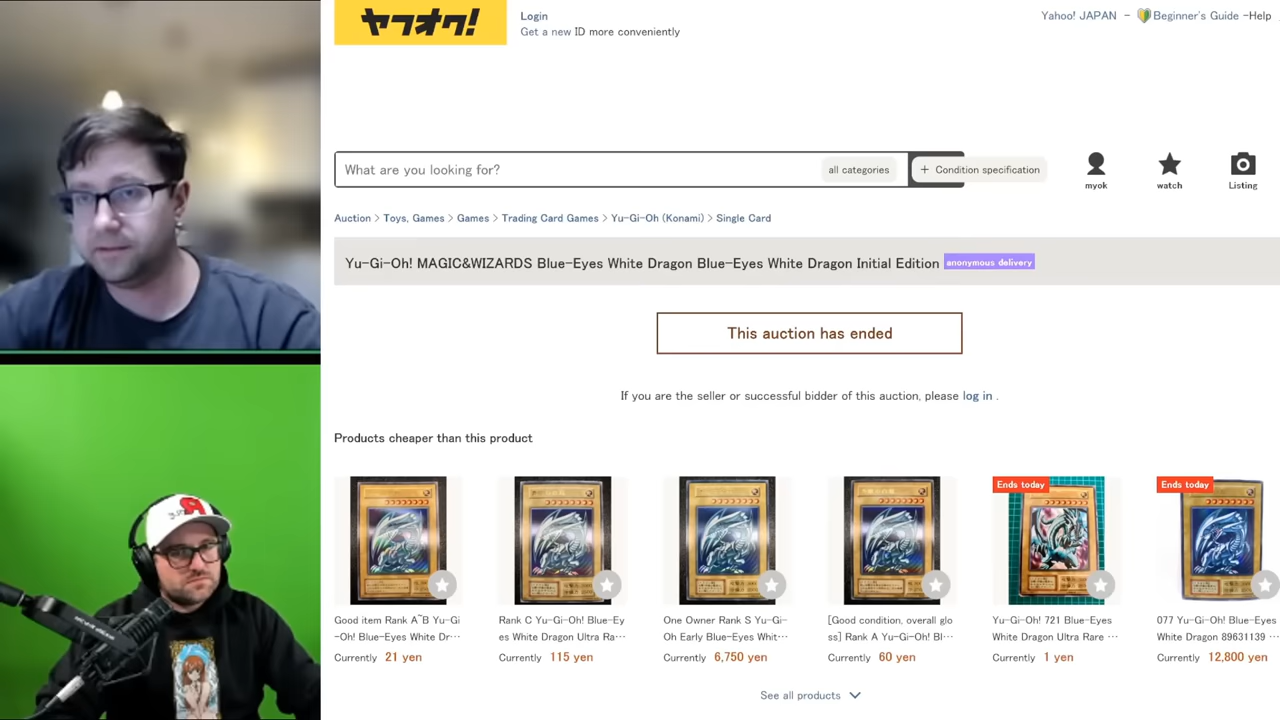 ヤフオク!
Login
Get a new ID more conveniently
Yahoo! JAPAN - Beginner's Guide -Help
What are you looking for?
all categories
+ Condition specification
myok
watch
Listing
Auction > Toys, Games > Games > Trading Card Games > Yu-Gi-Oh (Konami) > Single Card
Yu-Gi-Oh! MAGIC&WIZARDS Blue-Eyes White Dragon Blue-Eyes White Dragon Initial Edition anonymous delivery
This auction has ended
If you are the seller or successful bidder of this auction, please log in .
Products cheaper than this product
Good item Rank A~B Yu-Gi
-Oh! Blue-Eyes White Dr…
Currently 21 yen
Rank C Yu-Gi-Oh! Blue-Ey
es White Dragon Ultra Ra…
Currently 115 yen
One Owner Rank S Yu-Gi-
Oh Early Blue-Eyes Whit…
Currently 6,750 yen
[Good condition, overall glo
ss] Rank A Yu-Gi-Oh! Bl…
Currently 60 yen
Ends today
Yu-Gi-Oh! 721 Blue-Eyes
White Dragon Ultra Rare …
Currently 1 yen
Ends today
077 Yu-Gi-Oh! Blue-Eyes
White Dragon 89631139 …
Currently 12,800 yen
See all products